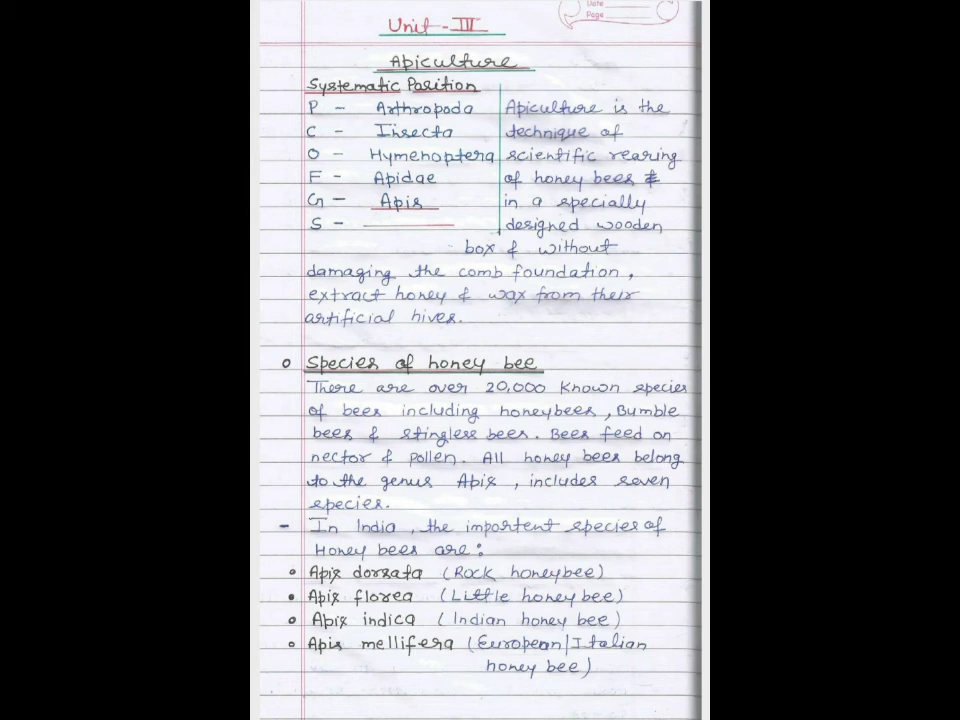 Date
Page
Unit - III
Apiculture
Systematic Position
P - Arthropoda
C - Insecta
O - Hymenoptera
F - Apidae
G - Apis
S -
Apiculture is the
technique of
scientific rearing
of honey bees
in a specially
designed wooden
box & without
damaging the comb foundation,
extract honey & wax from their
artificial hives.
o Species of honey bee
There are over 20,000 known species
of bees including honeybees, Bumble
bees & stingless bees. Bees feed on
nector & pollen. All honey bees belong
to the genus Apis, includes seven
species.
- In India, the importent species of
Honey bees are:
• Apis dorsata (Rock honeybee)
• Apis florea (Little honey bee)
• Apis indica (Indian honey bee)
• Apis mellifera (European/Italian
honey bee)